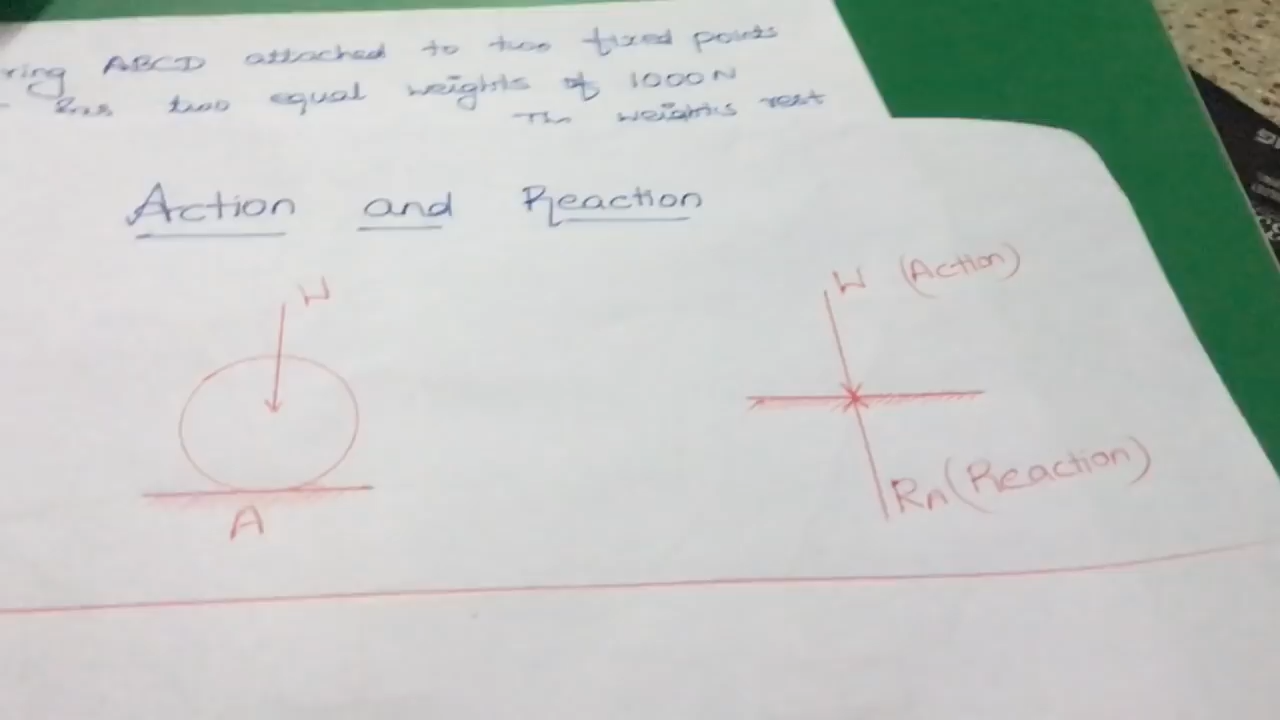 ring ABCD attached to two fixed points
two equal weights of 1000N
The weights rest
Action and Reaction
W
A
W (Action)
Rn (Reaction)